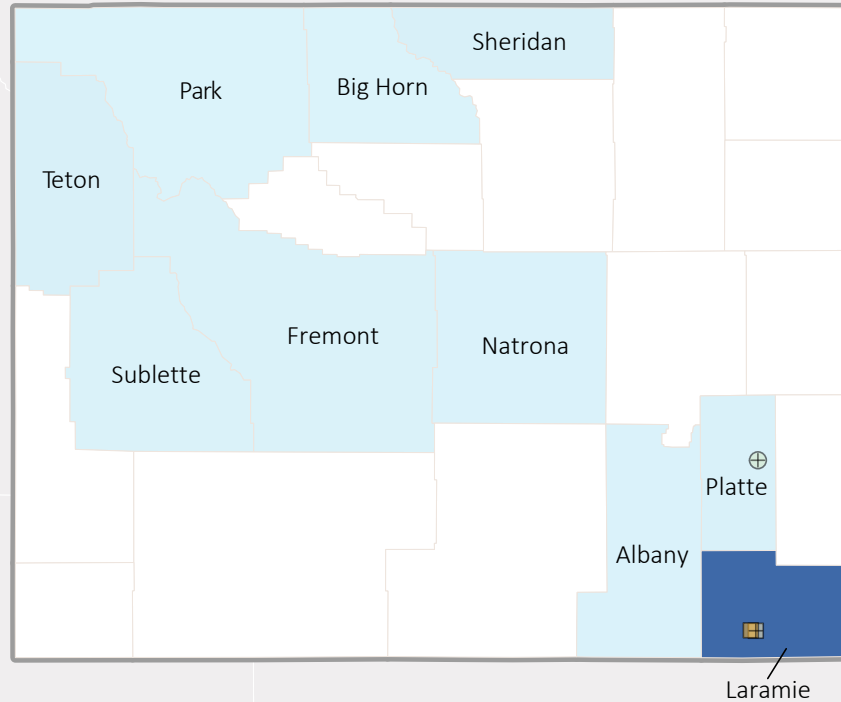 Sheridan
Park
Big Horn
Teton
Fremont
Natrona
Sublette
Platte
Albany
Laramie